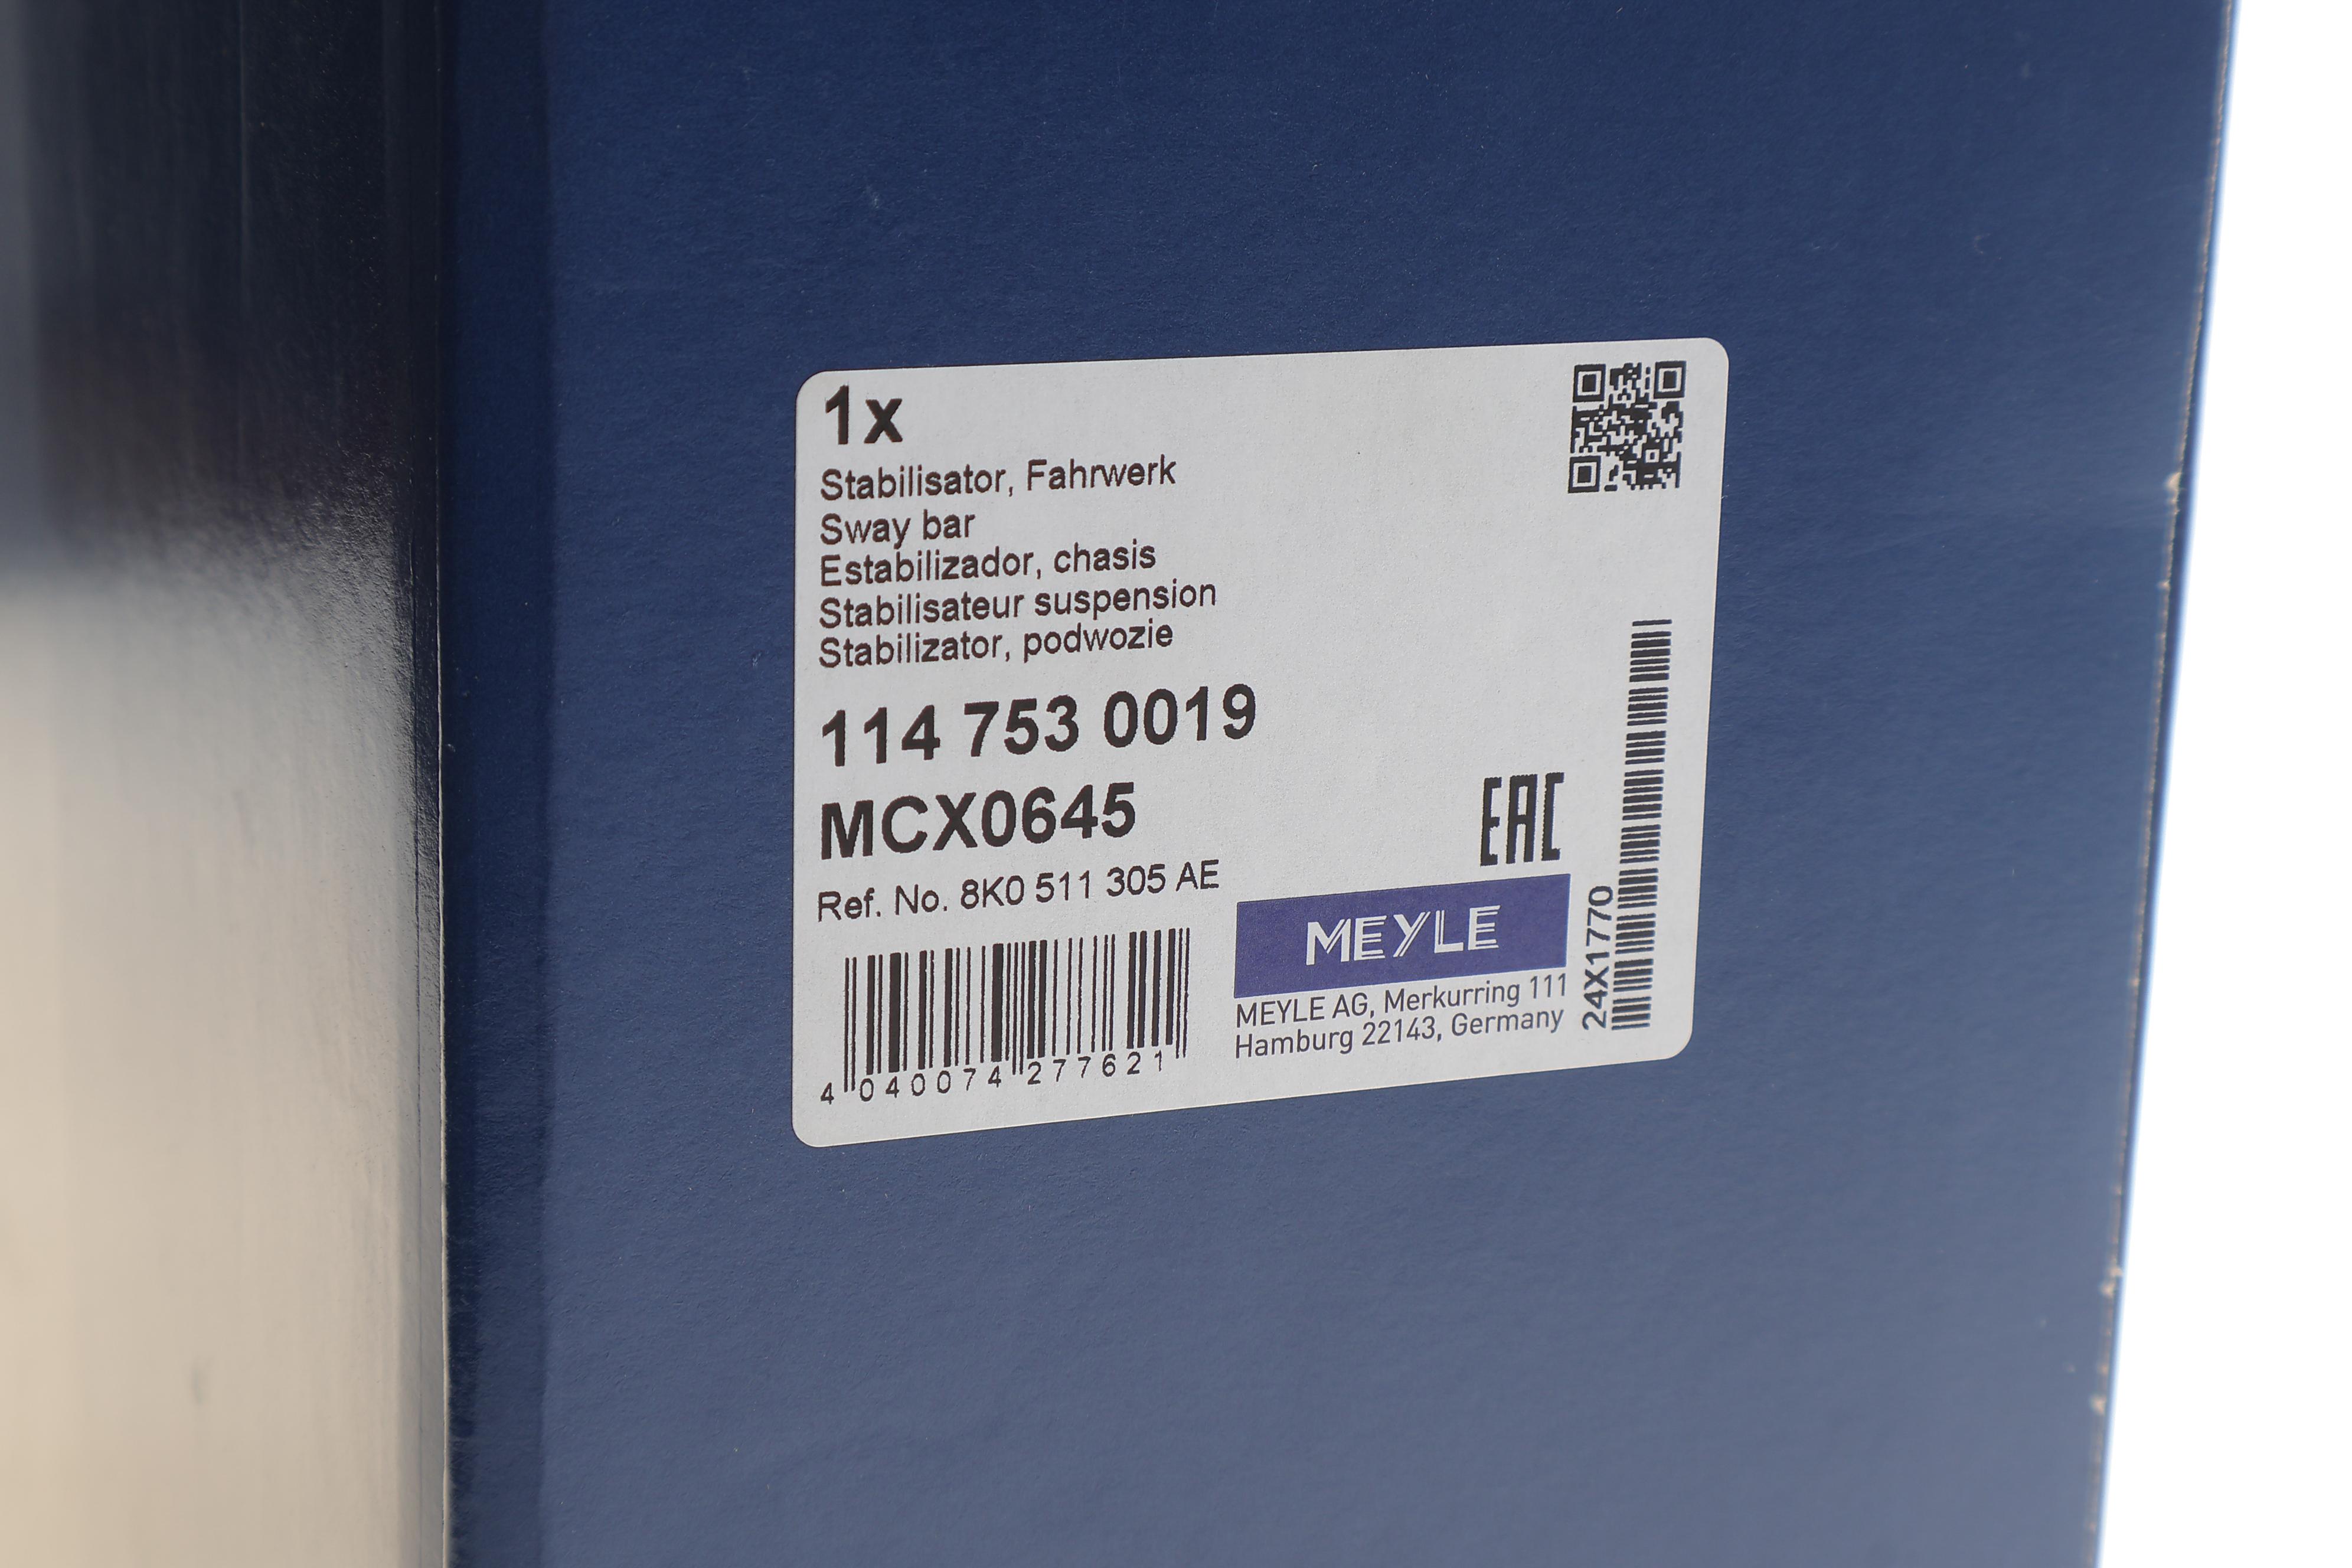 1x
Stabilisator, Fahrwerk
Sway bar
Estabilizador, chasis
Stabilisateur suspension
Stabilizator, podwozie
114 753 0019
MCX0645
Ref. No. 8K0 511 305 AE
4 040074 277621
EAC
MEYLE
MEYLE AG, Merkurring 111
Hamburg 22143, Germany
24X1770